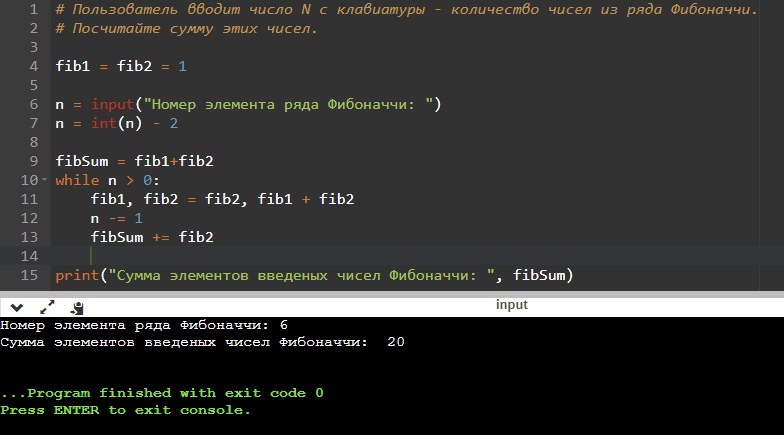 1 # Пользователь вводит число N с клавиатуры - количество чисел из ряда Фибоначчи.
2 # Посчитайте сумму этих чисел.
3
4 fib1 = fib2 = 1
5
6 n = input("Номер элемента ряда Фибоначчи: ")
7 n = int(n) - 2
8
9 fibSum = fib1+fib2
10 while n > 0:
11 fib1, fib2 = fib2, fib1 + fib2
12 n -= 1
13 fibSum += fib2
14
15 print("Сумма элементов введеных чисел Фибоначчи: ", fibSum)
input
Номер элемента ряда Фибоначчи: 6
Сумма элементов введеных чисел Фибоначчи:  20
...Program finished with exit code 0
Press ENTER to exit console.